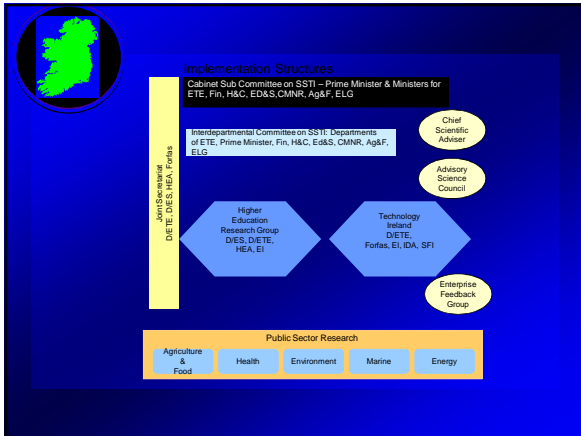 Implementation Structures
Cabinet Sub Committee on SSTI – Prime Minister & Ministers for
ETE, Fin, H&C, ED&S,CMNR, Ag&F, ELG
Joint Secretariat
D/ETE, D/ES, HEA, Forfas
Interdepartmental Committee on SSTI: Departments
of ETE, Prime Minister, Fin, H&C, Ed&S, CMNR, Ag&F,
ELG
Chief
Scientific
Adviser
Advisory
Science
Council
Higher
Education
Research Group
D/ES, D/ETE,
HEA, EI
Technology
Ireland
D/ETE,
Forfas, EI, IDA, SFI
Enterprise
Feedback
Group
Public Sector Research
Agriculture
&
Food
Health
Environment
Marine
Energy